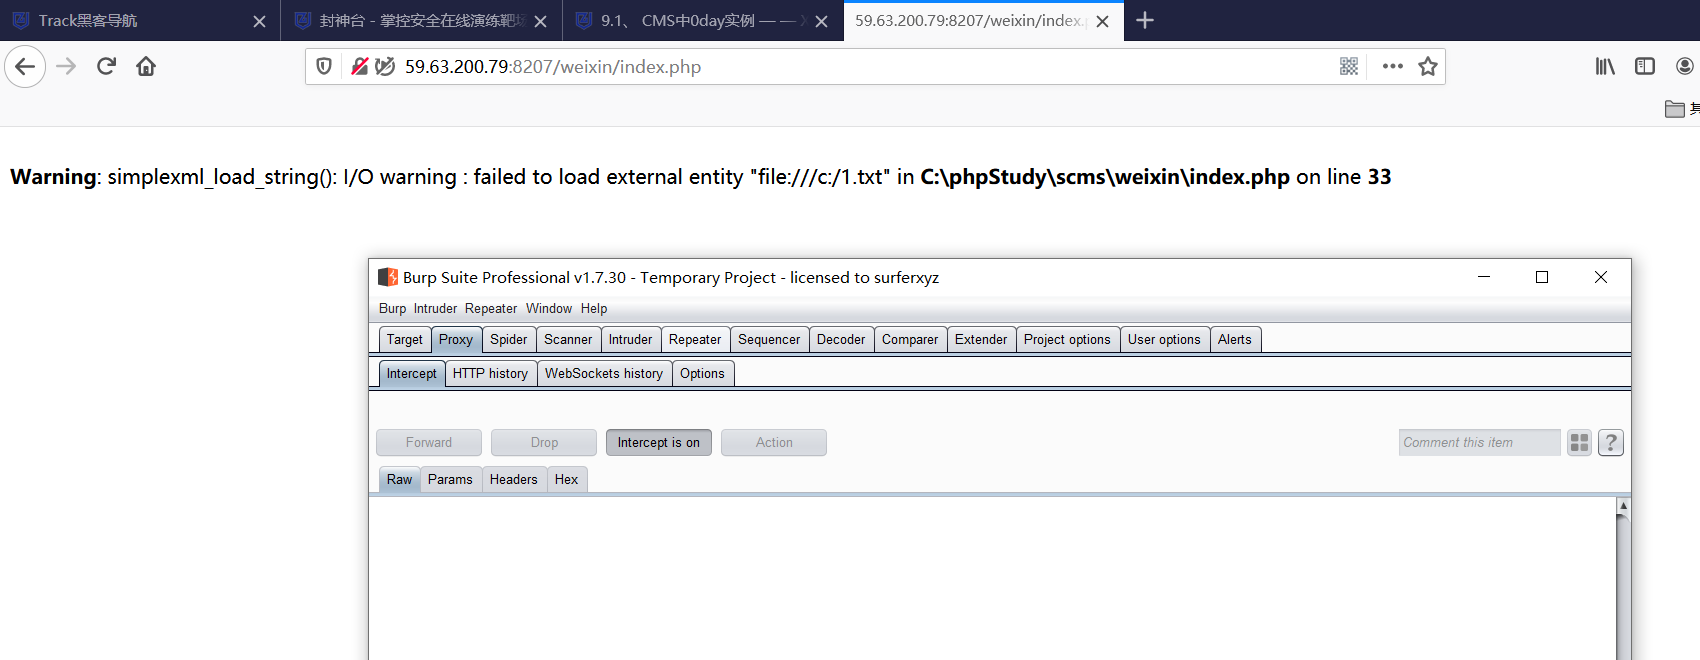 Track黑客导航
封神台 - 掌控安全在线演练靶场
9.1、 CMS中0day实例 — — X
59.63.200.79:8207/weixin/index.p
59.63.200.79:8207/weixin/index.php
Warning: simplexml_load_string(): I/O warning : failed to load external entity "file:///c:/1.txt" in C:\phpStudy\scms\weixin\index.php on line 33
Burp Suite Professional v1.7.30 - Temporary Project - licensed to surferxyz
Burp Intruder Repeater Window Help
Target Proxy Spider Scanner Intruder Repeater Sequencer Decoder Comparer Extender Project options User options Alerts
Intercept HTTP history WebSockets history Options
Forward Drop Intercept is on Action Comment this item ?
Raw Params Headers Hex